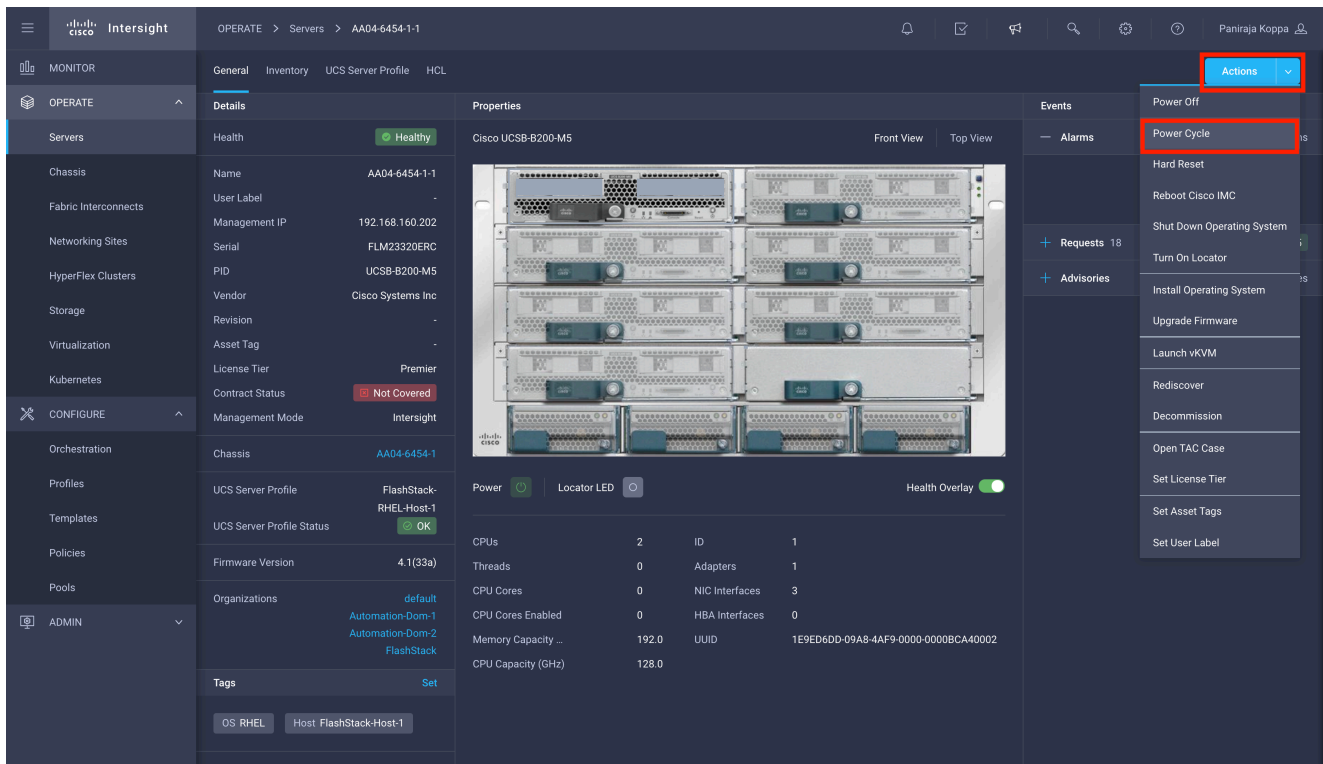 CISCO Intersight
OPERATE > Servers > AA04-6454-1-1
Paniraja Koppa
MONITOR
OPERATE
Servers
Chassis
Fabric Interconnects
Networking Sites
HyperFlex Clusters
Storage
Virtualization
Kubernetes
CONFIGURE
Orchestration
Profiles
Templates
Policies
Pools
ADMIN
General Inventory UCS Server Profile HCL
Actions
Details
Health Healthy
Name AA04-6454-1-1
User Label -
Management IP 192.168.160.202
Serial FLM23320ERC
PID UCSB-B200-M5
Vendor Cisco Systems Inc
Revision -
Asset Tag -
License Tier Premier
Contract Status Not Covered
Management Mode Intersight
Chassis AA04-6454-1
UCS Server Profile FlashStack-
RHEL-Host-1
UCS Server Profile Status OK
Firmware Version 4.1(33a)
Organizations default
Automation-Dom-1
Automation-Dom-2
FlashStack
Tags Set
OS RHEL Host FlashStack-Host-1
Properties
Cisco UCSB-B200-M5 Front View Top View
CISCO
Power Locator LED Health Overlay
CPUs 2 ID 1
Threads 0 Adapters 1
CPU Cores 0 NIC Interfaces 3
CPU Cores Enabled 0 HBA Interfaces 0
Memory Capacity ... 192.0 UUID 1E9ED6DD-09A8-4AF9-0000-0000BCA40002
CPU Capacity (GHz) 128.0
Events
Alarms
Requests 18
Advisories
Power Off
Power Cycle
Hard Reset
Reboot Cisco IMC
Shut Down Operating System
Turn On Locator
Install Operating System
Upgrade Firmware
Launch vKVM
Rediscover
Decommission
Open TAC Case
Set License Tier
Set Asset Tags
Set User Label